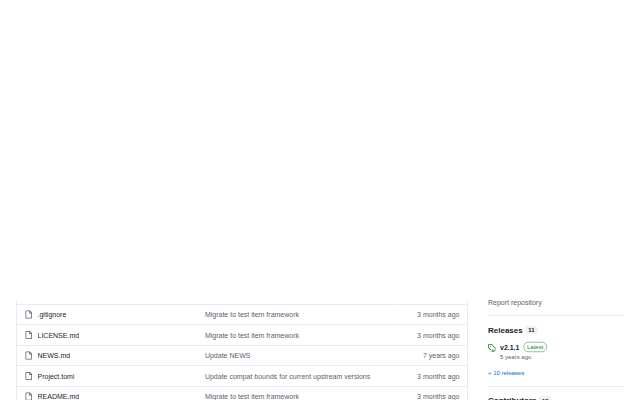 Report repository
.gitignore Migrate to test item framework 3 months ago
Releases 11
LICENSE.md Migrate to test item framework 3 months ago
v2.1.1 Latest
NEWS.md Update NEWS 7 years ago
5 years ago
+ 10 releases
Project.toml Update compat bounds for current upstream versions 3 months ago
README.md Migrate to test item framework 3 months ago
Contributors